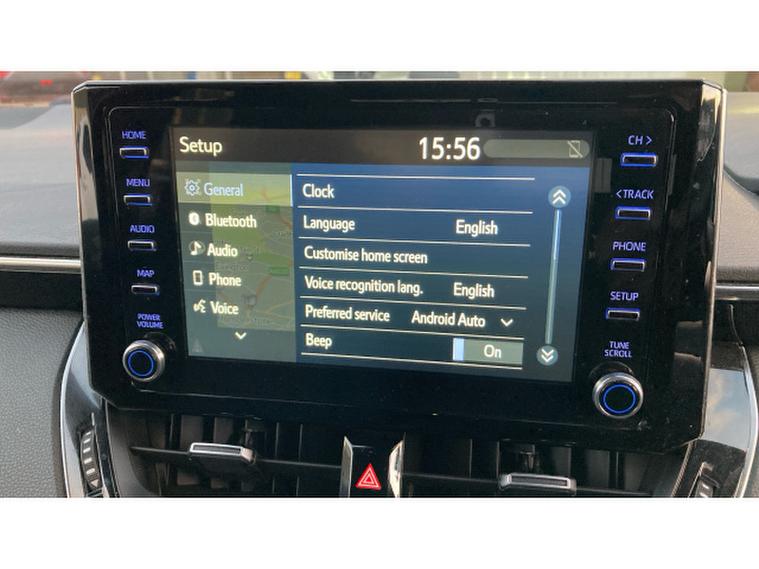 Setup 15:56
General
Bluetooth
Audio
Phone
Voice
Clock
Language English
Customise home screen
Voice recognition lang. English
Preferred service Android Auto
Beep On
HOME
MENU
AUDIO
MAP
POWER
VOLUME
CH >
< TRACK
PHONE
SETUP
TUNE
SCROLL